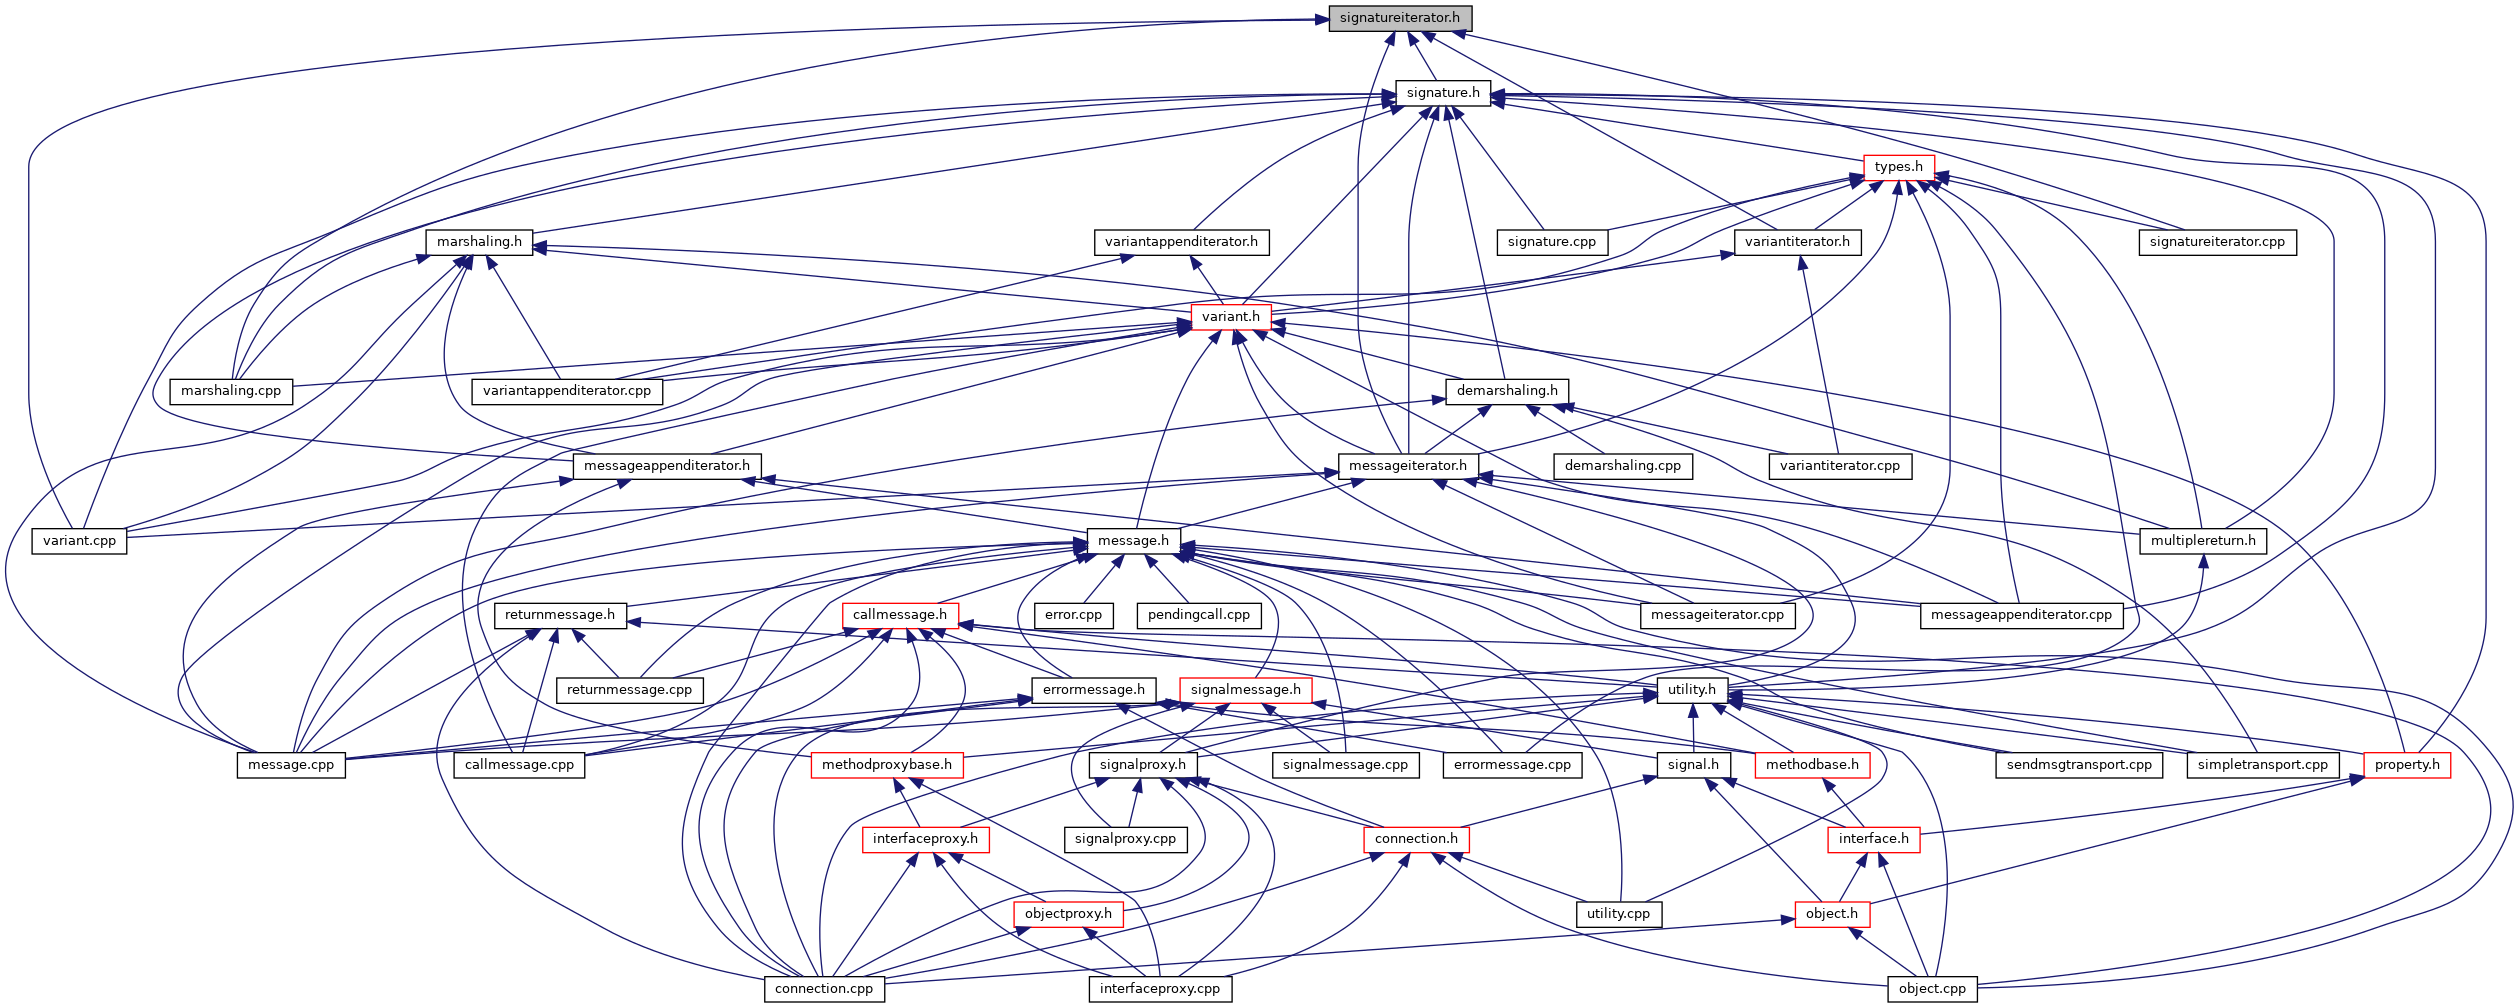 signatureiterator.h
signature.h
types.h
marshaling.h
variantappenditerator.h
signature.cpp
variantiterator.h
signatureiterator.cpp
variant.h
marshaling.cpp
variantappenditerator.cpp
demarshaling.h
messageappenditerator.h
messageiterator.h
demarshaling.cpp
variantiterator.cpp
variant.cpp
message.h
multiplereturn.h
returnmessage.h
callmessage.h
error.cpp
pendingcall.cpp
messageiterator.cpp
messageappenditerator.cpp
returnmessage.cpp
errormessage.h
signalmessage.h
utility.h
message.cpp
callmessage.cpp
methodproxybase.h
signalproxy.h
signalmessage.cpp
errormessage.cpp
signal.h
methodbase.h
sendmsgtransport.cpp
simpletransport.cpp
property.h
interfaceproxy.h
signalproxy.cpp
connection.h
interface.h
objectproxy.h
utility.cpp
object.h
connection.cpp
interfaceproxy.cpp
object.cpp